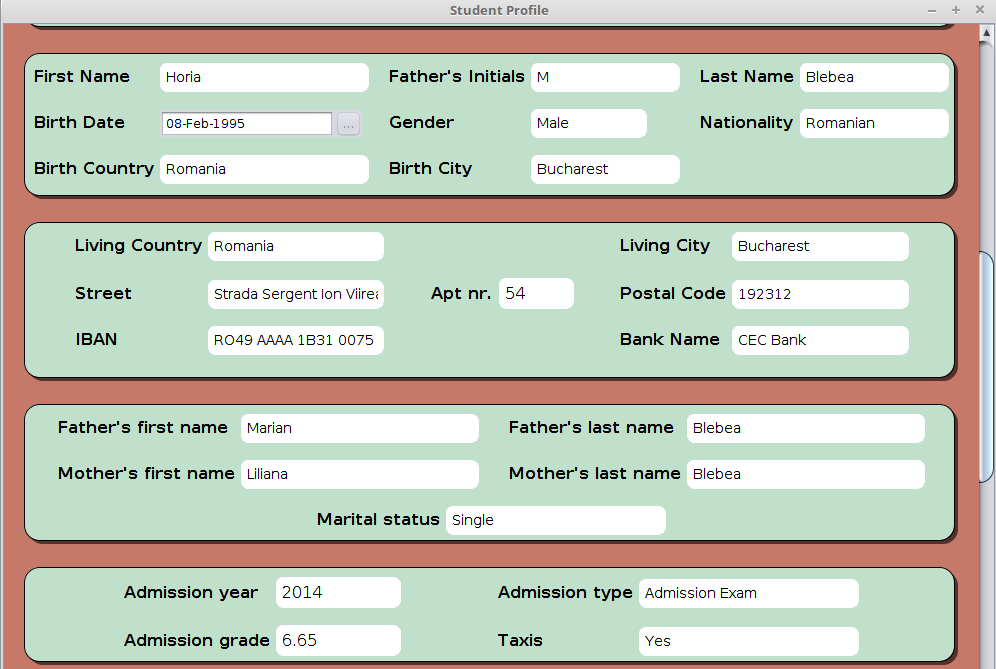 Student Profile
First Name Horia Father's Initials M Last Name Blebea
Birth Date 08-Feb-1995 ... Gender Male Nationality Romanian
Birth Country Romania Birth City Bucharest
Living Country Romania Living City Bucharest
Street Strada Sergent Ion Viirea Apt nr. 54 Postal Code 192312
IBAN RO49 AAAA 1B31 0075 Bank Name CEC Bank
Father's first name Marian Father's last name Blebea
Mother's first name Liliana Mother's last name Blebea
Marital status Single
Admission year 2014 Admission type Admission Exam
Admission grade 6.65 Taxis Yes